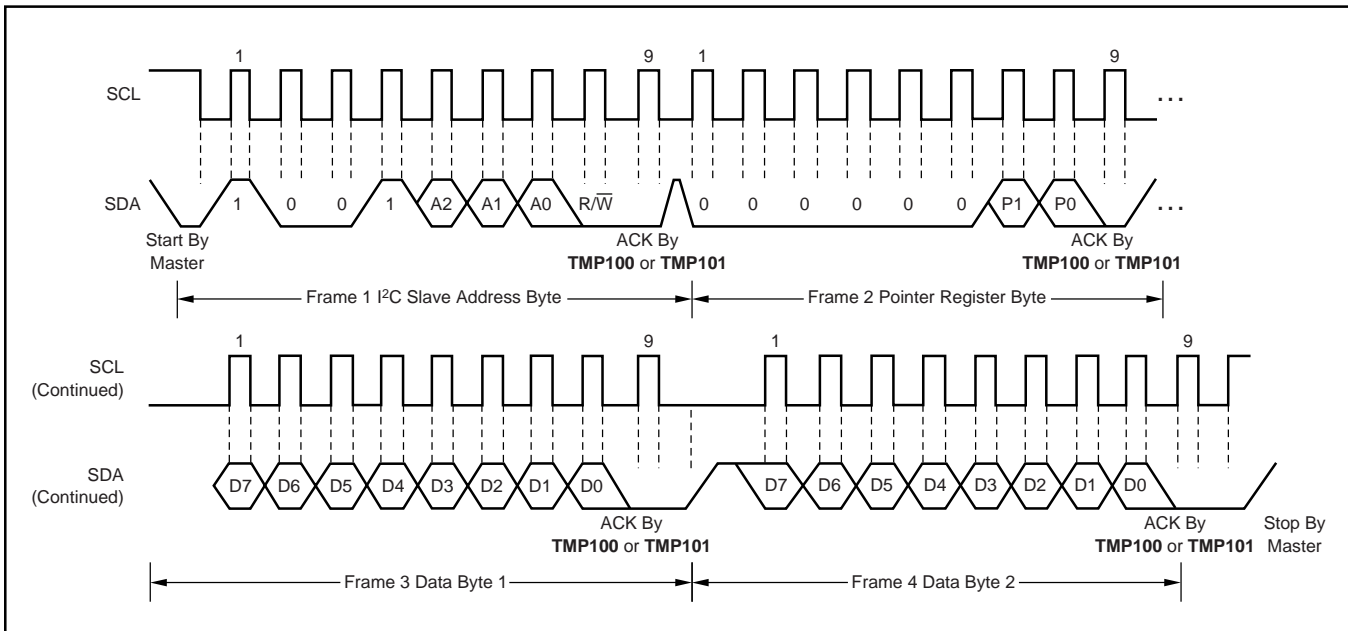 1 9 1 9
SCL ...
SDA 1 0 0 1 A2 A1 A0 R/W̅ 0 0 0 0 0 0 P1 P0 ...
Start By
Master
ACK By
TMP100 or TMP101
ACK By
TMP100 or TMP101
Frame 1 I²C Slave Address Byte
Frame 2 Pointer Register Byte
1 9 1 9
SCL
(Continued)
SDA
(Continued)
D7 D6 D5 D4 D3 D2 D1 D0 D7 D6 D5 D4 D3 D2 D1 D0
ACK By
TMP100 or TMP101
ACK By
TMP100 or TMP101
Stop By
Master
Frame 3 Data Byte 1
Frame 4 Data Byte 2